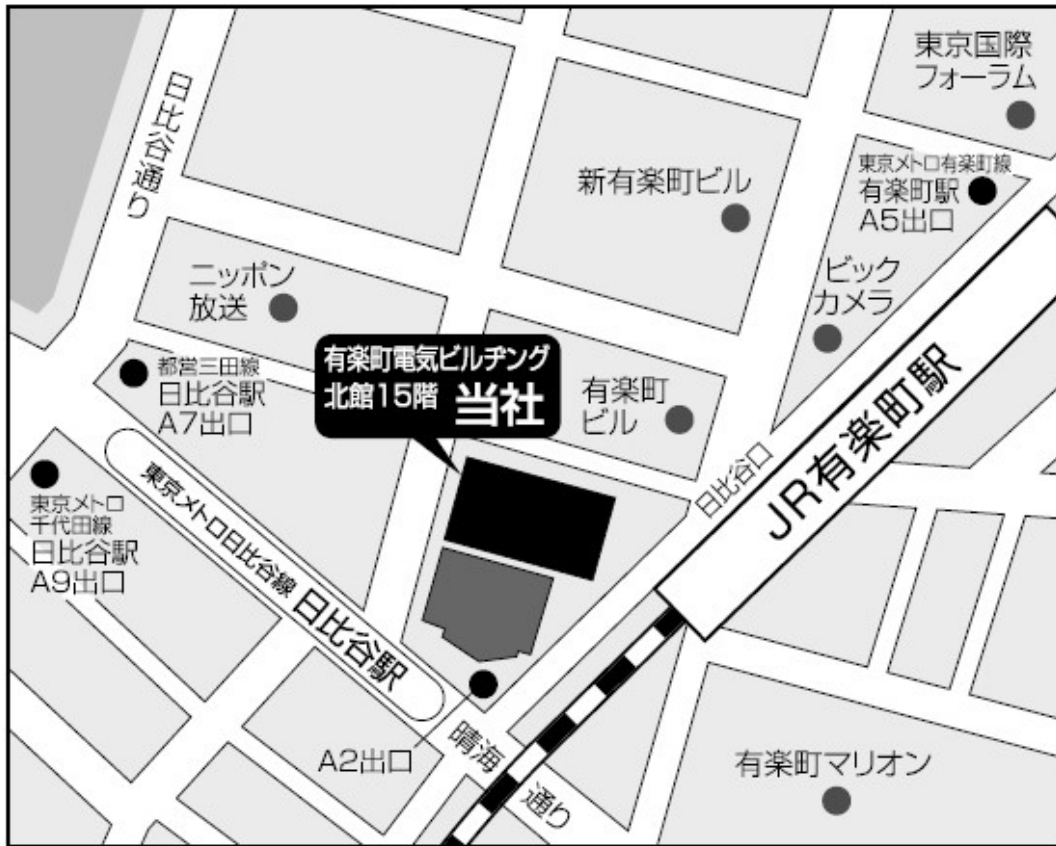 東京国際
フォーラム
日比谷通り
東京メトロ有楽町線
有楽町駅
A5出口
新有楽町ビル
ビック
カメラ
ニッポン
放送
有楽町電気ビルヂング
北館15階 当社
都営三田線
日比谷駅
A7出口
有楽町
ビル
JR有楽町駅
日比谷口
東京メトロ
千代田線
日比谷駅
A9出口
東京メトロ日比谷線 日比谷駅
A2出口
晴海通り
有楽町マリオン